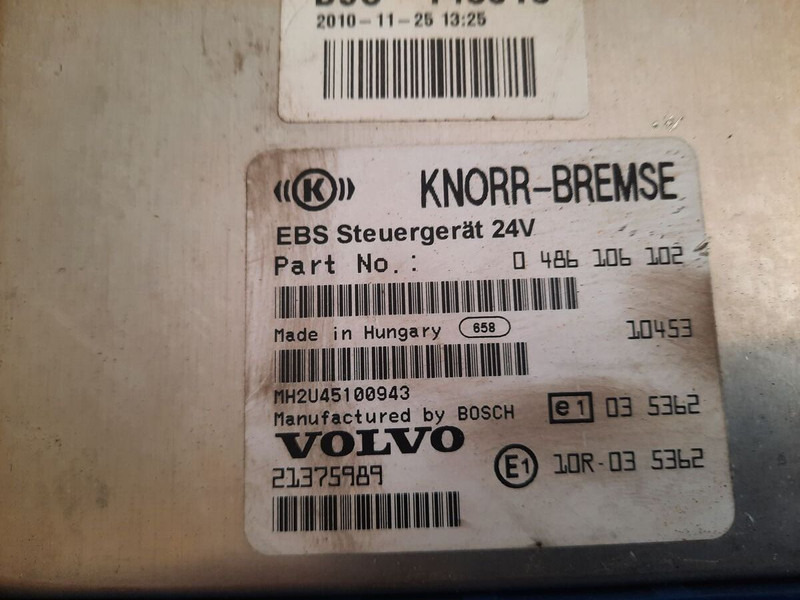 2010-11-25 13:25
K KNORR-BREMSE
EBS Steuergerät 24V
Part No.: 0 486 106 102
Made in Hungary 658 10453
MH2U45100943
Manufactured by BOSCH e1 03 5362
VOLVO
21375989 E1 10R-03 5362